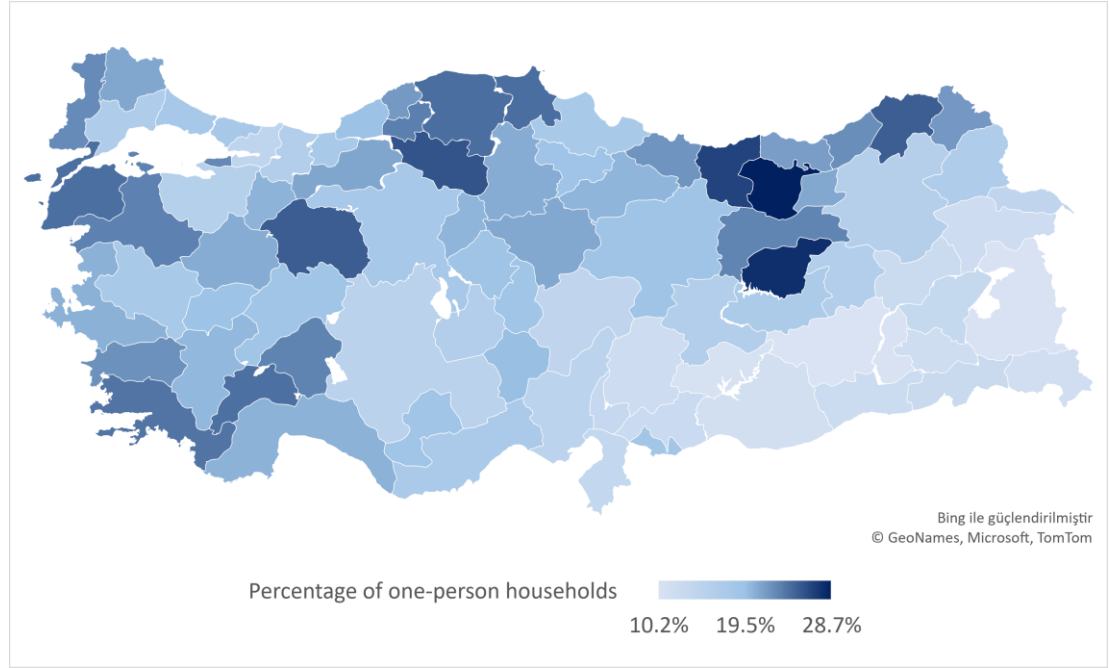 Bing ile güçlendirilmiştir
© GeoNames, Microsoft, TomTom
Percentage of one-person households
10.2% 19.5% 28.7%